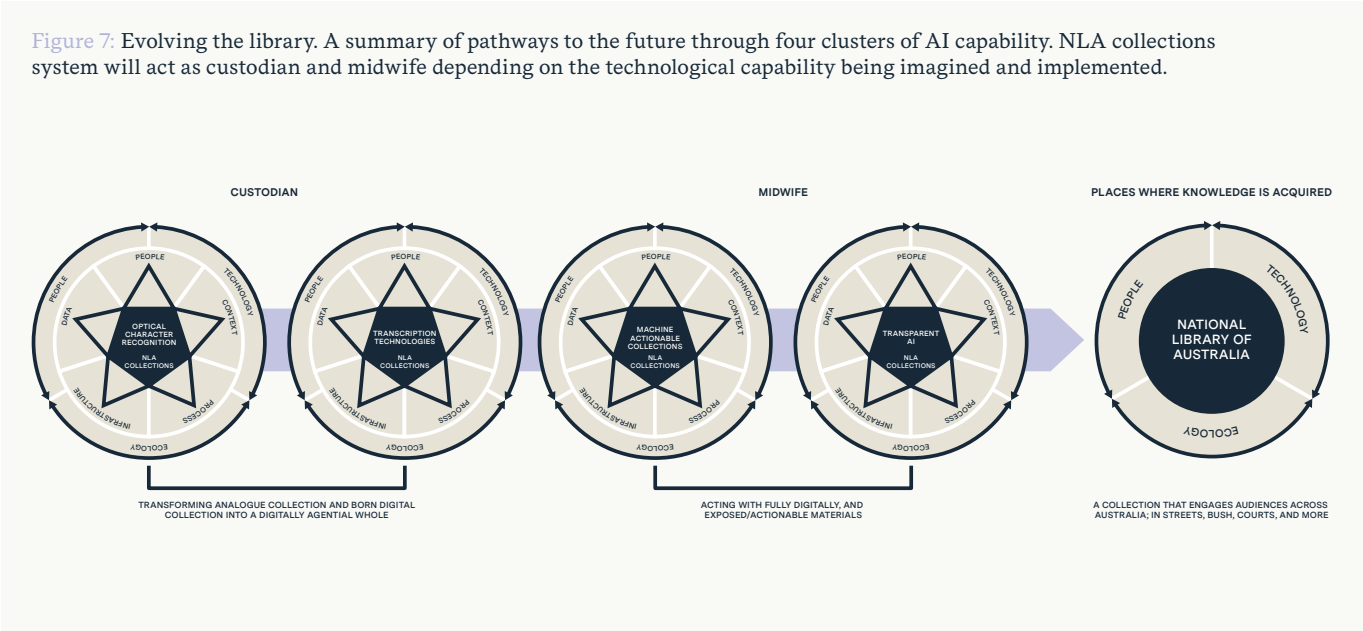 Figure 7: Evolving the library. A summary of pathways to the future through four clusters of AI capability. NLA collections
system will act as custodian and midwife depending on the technological capability being imagined and implemented.
CUSTODIAN
MIDWIFE
PLACES WHERE KNOWLEDGE IS ACQUIRED
PEOPLE
TECHNOLOGY
ECOLOGY
PEOPLE
CONTEXT
PROCESS
INFRASTRUCTURE
DATA
OPTICAL
CHARACTER
RECOGNITION
NLA
COLLECTIONS
PEOPLE
TECHNOLOGY
ECOLOGY
PEOPLE
CONTEXT
PROCESS
INFRASTRUCTURE
DATA
TRANSCRIPTION
TECHNOLOGIES
NLA
COLLECTIONS
PEOPLE
TECHNOLOGY
ECOLOGY
PEOPLE
CONTEXT
PROCESS
INFRASTRUCTURE
DATA
MACHINE
ACTIONABLE
COLLECTIONS
NLA
COLLECTIONS
PEOPLE
TECHNOLOGY
ECOLOGY
PEOPLE
CONTEXT
PROCESS
INFRASTRUCTURE
DATA
TRANSPARENT
AI
NLA
COLLECTIONS
PEOPLE
TECHNOLOGY
ECOLOGY
NATIONAL
LIBRARY OF
AUSTRALIA
TRANSFORMING ANALOGUE COLLECTION AND BORN DIGITAL
COLLECTION INTO A DIGITALLY AGENTIAL WHOLE
ACTING WITH FULLY DIGITALLY, AND
EXPOSED/ACTIONABLE MATERIALS
A COLLECTION THAT ENGAGES AUDIENCES ACROSS
AUSTRALIA; IN STREETS, BUSH, COURTS, AND MORE